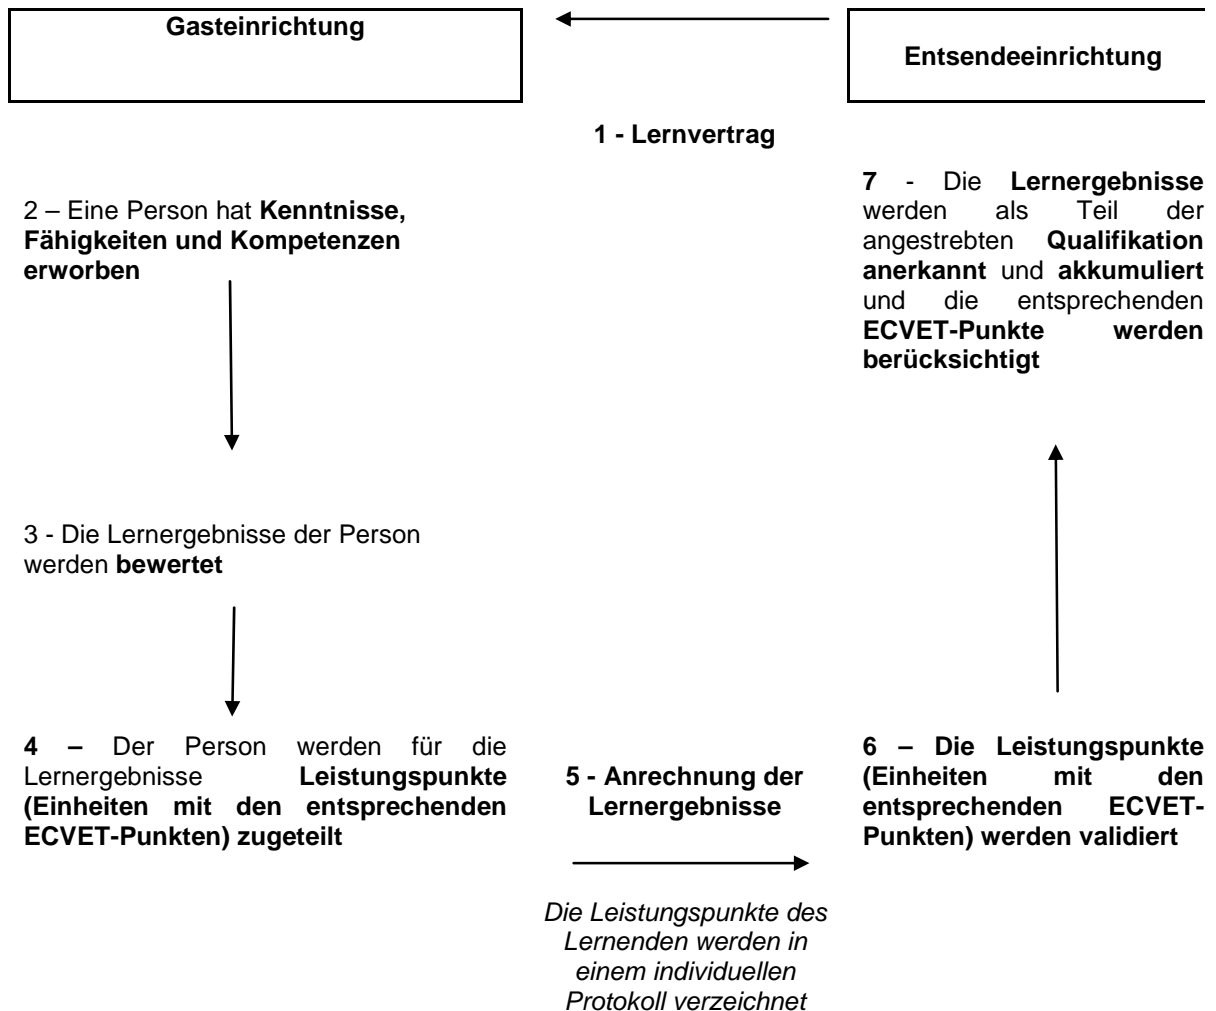 Gasteinrichtung
Entsendeeinrichtung
1 - Lernvertrag
2 – Eine Person hat Kenntnisse,
Fähigkeiten und Kompetenzen
erworben
3 - Die Lernergebnisse der Person
werden bewertet
4 – Der Person werden für die
Lernergebnisse Leistungspunkte
(Einheiten mit den entsprechenden
ECVET-Punkten) zugeteilt
5 - Anrechnung der
Lernergebnisse
Die Leistungspunkte des
Lernenden werden in
einem individuellen
Protokoll verzeichnet
6 – Die Leistungspunkte
(Einheiten mit den
entsprechenden ECVET-
Punkten) werden validiert
7 - Die Lernergebnisse
werden als Teil der
angestrebten Qualifikation
anerkannt und akkumuliert
und die entsprechenden
ECVET-Punkte werden
berücksichtigt